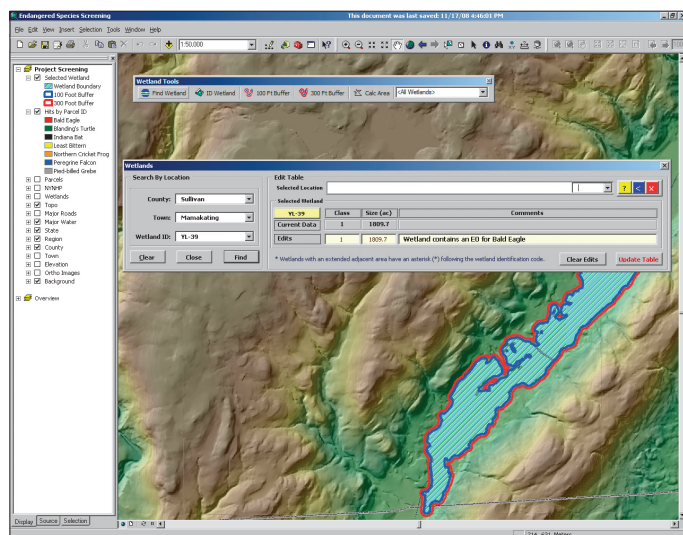 Endangered Species Screening
This document was last saved: 11/17/08 4:46:01 PM
File Edit View Insert Selection Tools Window Help
1:50,000
Project Screening
Selected Wetland
Wetland Boundary
100 Foot Buffer
300 Foot Buffer
Hits by Parcel ID
Bald Eagle
Blanding's Turtle
Indiana Bat
Least Bittern
Northern Cricket Frog
Peregrine Falcon
Pied-billed Grebe
Parcels
NYNHP
Wetlands
Topo
Major Roads
Major Water
State
Region
County
Town
Elevation
Ortho Images
Background
Overview
Display Source Selection
Wetland Tools
Find Wetland ID Wetland 100 Ft Buffer 300 Ft Buffer Calc Area <All Wetlands>
Wetlands
Search By Location
County: Sullivan
Town: Mamakating
Wetland ID: YL-39
Clear Close Find
Edit Table
Selected Location ? < X
Selected Wetland
YL-39 Class Size (ac) Comments
Current Data 1 1809.7
Edits 1 1809.7 Wetland contains an EO for Bald Eagle
* Wetlands with an extended adjacent area have an asterisk (*) following the wetland identification code. Clear Edits Update Table